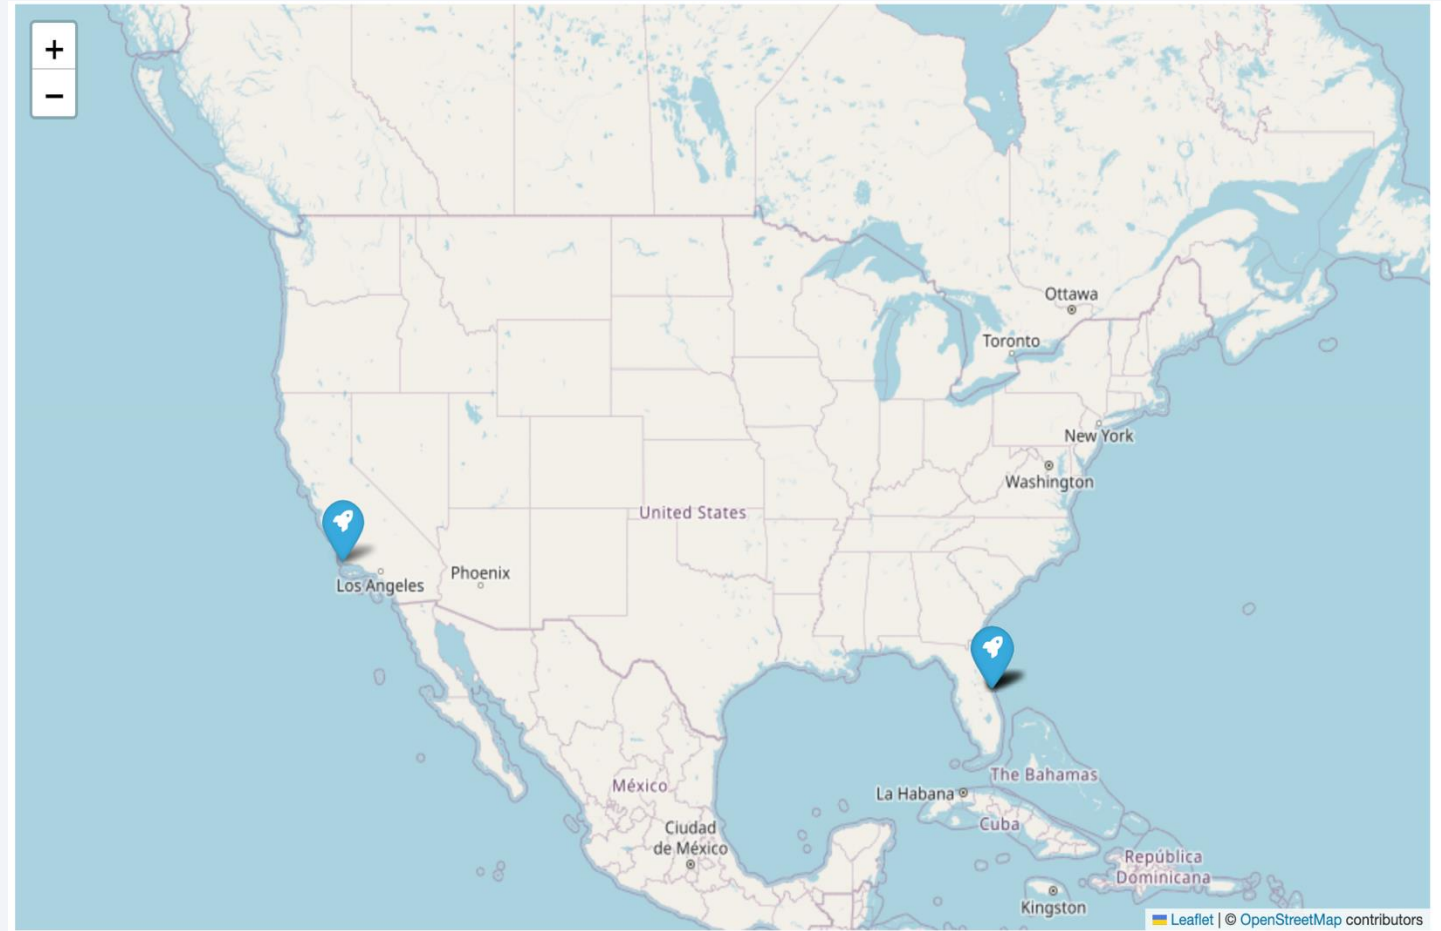 +
−
Ottawa
Toronto
New York
Washington
United States
Los Angeles
Phoenix
México
The Bahamas
La Habana
Cuba
Ciudad
de México
República
Dominicana
Kingston
Leaflet | © OpenStreetMap contributors